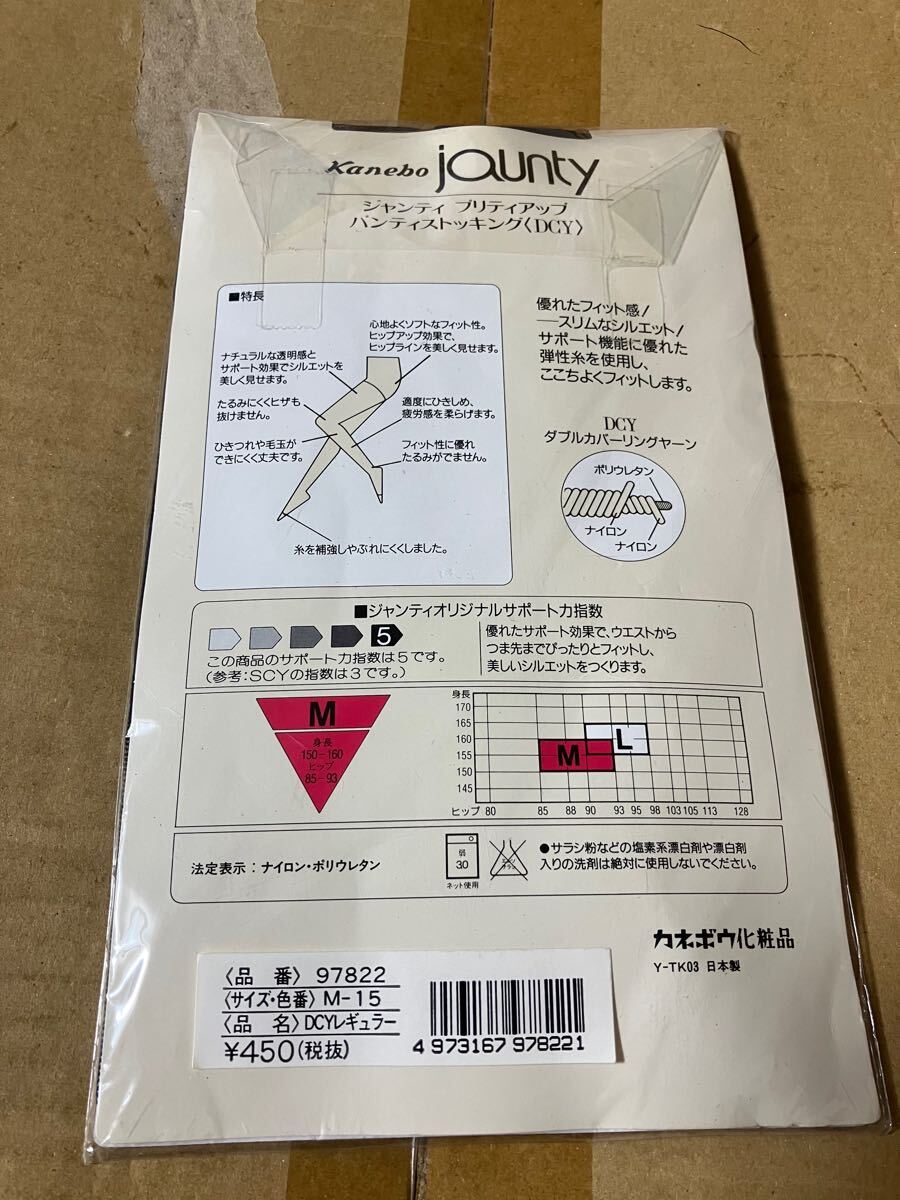 Kanebo jaunty
ジャンティ プリティアップ
パンティストッキング〈DCY〉
■特長
心地よくソフトなフィット性。
ヒップアップ効果で、
ヒップラインを美しく見せます。
ナチュラルな透明感と
サポート効果でシルエットを
美しく見せます。
たるみにくくヒザも
抜けません。
適度にひきしめ、
疲労感を柔らげます。
ひきつれや毛玉が
できにくく丈夫です。
フィット性に優れ
たるみがでません。
糸を補強しやぶれにくくしました。
優れたフィット感/
―スリムなシルエット/
サポート機能に優れた
弾性糸を使用し、
ここちよくフィットします。
DCY
ダブルカバーリングヤーン
ポリウレタン
ナイロン
ナイロン
■ジャンティオリジナルサポート力指数
5
この商品のサポート力指数は5です。
(参考:SCYの指数は3です。)
優れたサポート効果で、ウエストから
つま先までぴったりとフィットし、
美しいシルエットをつくります。
M
身長
150-160
ヒップ
85-93
身長
170
165
160
155
150
145
M
L
ヒップ 80 85 88 90 93 95 98 103 105 113 128
法定表示:ナイロン・ポリウレタン
弱
30
ネット使用
エンソ
サラシ
●サラシ粉などの塩素系漂白剤や漂白剤
入りの洗剤は絶対に使用しないでください。
カネボウ化粧品
Y-TK03 日本製
〈品 番〉97822
〈サイズ・色番〉M-15
〈品 名〉DCYレギュラー
¥450(税抜)
4 973167 978221